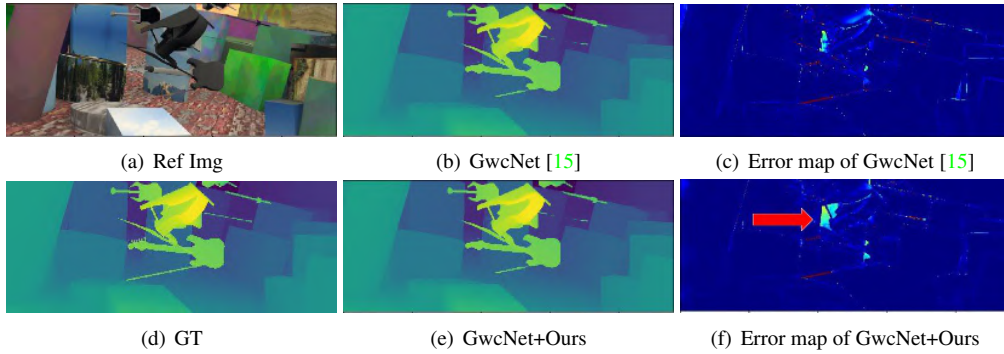 (a) Ref Img
(b) GwcNet [15]
(c) Error map of GwcNet [15]
(d) GT
(e) GwcNet+Ours
(f) Error map of GwcNet+Ours